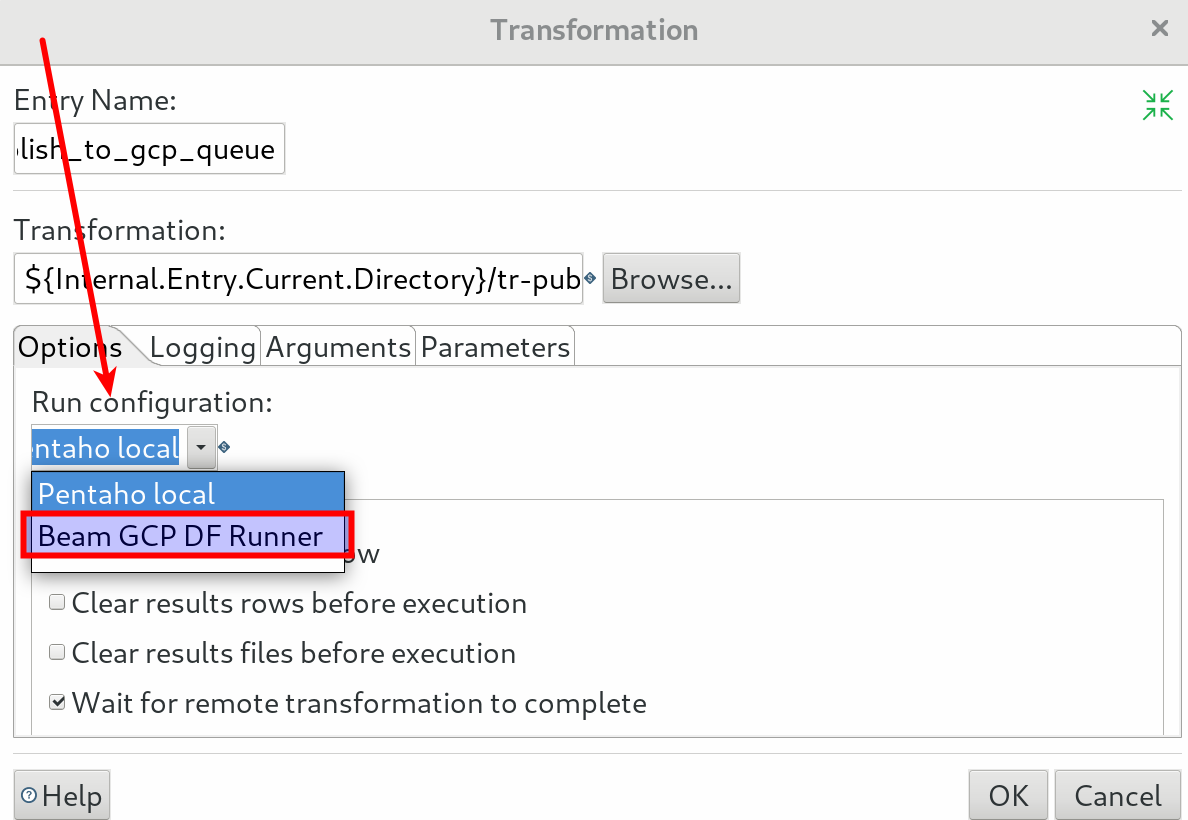 Transformation
Entry Name:
lish_to_gcp_queue
Transformation:
${Internal.Entry.Current.Directory}/tr-pub
Browse...
Options Logging Arguments Parameters
Run configuration:
ntaho local
Pentaho local
Beam GCP DF Runner
ow
Clear results rows before execution
Clear results files before execution
Wait for remote transformation to complete
Help OK Cancel